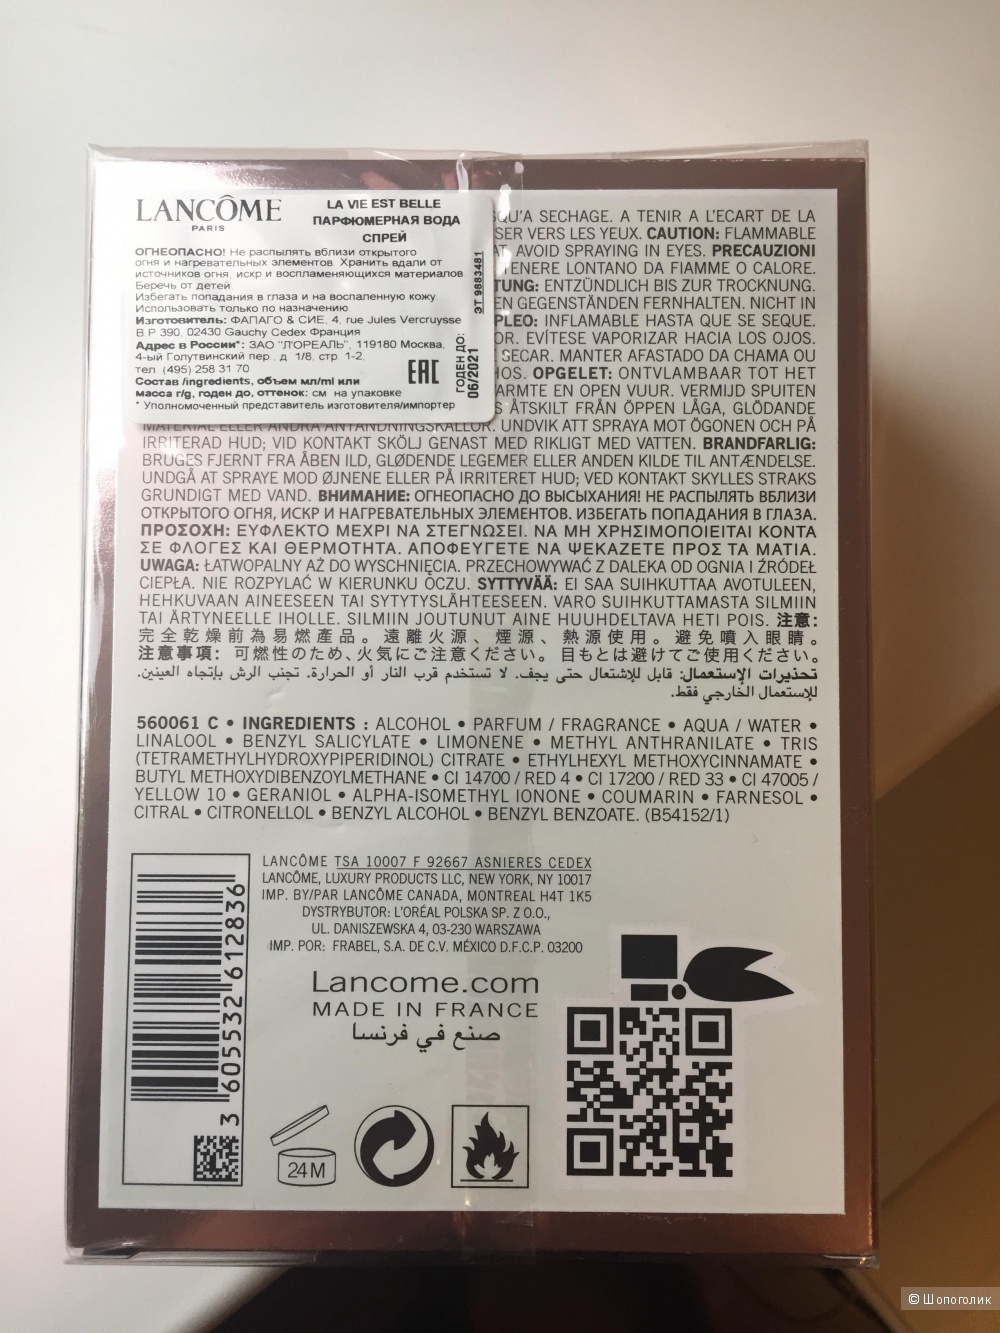 LANCÔME
PARIS
LA VIE EST BELLE
ПАРФЮМЕРНАЯ ВОДА
СПРЕЙ
ОГНЕОПАСНО! Не распылять вблизи открытого
огня и нагревательных элементов. Хранить вдали от
источников огня, искр и воспламеняющихся материалов.
Беречь от детей.
Избегать попадания в глаза и на воспаленную кожу.
Использовать только по назначению.
Изготовитель: ФАПАГО & СИЕ, 4, rue Jules Vercruysse
B.P 390, 02430 Gauchy Cedex Франция
Адрес в России*: ЗАО "Л'ОРЕАЛЬ", 119180 Москва,
4-ый Голутвинский пер., д. 1/8, стр. 1-2,
тел. (495) 258 31 70
Состав /ingredients, объем мл/ml или
масса г/g, годен до, оттенок: см. на упаковке
* Уполномоченный представитель изготовителя/импортер
EAC
ГОДЕН ДО:
06/2021
ЭТ 9883481
QU'A SECHAGE. A TENIR A L'ECART DE LA
SER VERS LES YEUX. CAUTION: FLAMMABLE
AT, AVOID SPRAYING IN EYES. PRECAUZIONI
TENERE LONTANO DA FIAMME O CALORE.
TUNG: ENTZÜNDLICH BIS ZUR TROCKNUNG.
EN GEGENSTÄNDEN FERNHALTEN. NICHT IN
PLEO: INFLAMABLE HASTA QUE SE SEQUE.
OR. EVÍTESE VAPORIZAR HACIA LOS OJOS.
SECAR. MANTER AFASTADO DA CHAMA OU
HOS. OPGELET: ONTVLAMBAAR TOT HET
ARMTE EN OPEN VUUR. VERMIJD SPUITEN
S ÅTSKILT FRÅN ÖPPEN LÅGA, GLÖDANDE
MATERIAL ELLER ANDRA ANTÄNDNINGSKÄLLOR. UNDVIK ATT SPRAYA MOT ÖGONEN OCH PÅ
IRRITERAD HUD; VID KONTAKT SKÖLJ GENAST MED RIKLIGT MED VATTEN. BRANDFARLIG:
BRUGES FJERNT FRA ÅBEN ILD, GLØDENDE LEGEMER ELLER ANDEN KILDE TIL ANTÆNDELSE.
UNDGÅ AT SPRAYE MOD ØJNENE ELLER PÅ IRRITERET HUD; VED KONTAKT SKYLLES STRAKS
GRUNDIGT MED VAND. ВНИМАНИЕ: ОГНЕОПАСНО ДО ВЫСЫХАНИЯ! НЕ РАСПЫЛЯТЬ ВБЛИЗИ
ОТКРЫТОГО ОГНЯ, ИСКР И НАГРЕВАТЕЛЬНЫХ ЭЛЕМЕНТОВ. ИЗБЕГАТЬ ПОПАДАНИЯ В ГЛАЗА.
ΠΡΟΣΟΧΗ: ΕΥΦΛΕΚΤΟ ΜΕΧΡΙ ΝΑ ΣΤΕΓΝΩΣΕΙ. ΝΑ ΜΗ ΧΡΗΣΙΜΟΠΟΙΕΙΤΑΙ ΚΟΝΤΑ
ΣΕ ΦΛΟΓΕΣ ΚΑΙ ΘΕΡΜΟΤΗΤΑ. ΑΠΟΦΕΥΓΕΤΕ ΝΑ ΨΕΚΑΖΕΤΕ ΠΡΟΣ ΤΑ ΜΑΤΙΑ.
UWAGA: ŁATWOPALNY AŻ DO WYSCHNIĘCIA. PRZECHOWYWAĆ Z DALEKA OD OGNIA I ŹRÓDEŁ
CIEPŁA. NIE ROZPYLAĆ W KIERUNKU OCZU. SYTTYVÄÄ: EI SAA SUIHKUTTAA AVOTULEEN,
HEHKUVAAN AINEESEEN TAI SYTYTYSLÄHTEESEEN. VARO SUIHKUTTAMASTA SILMIIN
TAI ÄRTYNEELLE IHOLLE. SILMIIN JOUTUNUT AINE HUUHDELTAVA HETI POIS. 注意:
完全乾燥前為易燃產品。遠離火源、煙源、熱源使用。避免噴入眼睛。
注意事項: 可燃性のため、火気にご注意ください。目もとは避けてご使用ください。
تحذيرات الإستعمال: قابل للإشتعال حتى يجف. لا تستخدم قرب النار أو الحرارة. تجنب الرش بإتجاه العينين.
للإستعمال الخارجي فقط.
560061 C • INGREDIENTS : ALCOHOL • PARFUM / FRAGRANCE • AQUA / WATER •
LINALOOL • BENZYL SALICYLATE • LIMONENE • METHYL ANTHRANILATE • TRIS
(TETRAMETHYLHYDROXYPIPERIDINOL) CITRATE • ETHYLHEXYL METHOXYCINNAMATE •
BUTYL METHOXYDIBENZOYLMETHANE • CI 14700 / RED 4 • CI 17200 / RED 33 • CI 47005 /
YELLOW 10 • GERANIOL • ALPHA-ISOMETHYL IONONE • COUMARIN • FARNESOL •
CITRAL • CITRONELLOL • BENZYL ALCOHOL • BENZYL BENZOATE. (B54152/1)
LANCÔME TSA 10007 F 92667 ASNIERES CEDEX
LANCÔME, LUXURY PRODUCTS LLC, NEW YORK, NY 10017
IMP. BY/PAR LANCÔME CANADA, MONTREAL H4T 1K5
DYSTRYBUTOR: L'ORÉAL POLSKA SP. Z O.O.,
UL. DANISZEWSKA 4, 03-230 WARSZAWA
IMP. POR: FRABEL, S.A. DE C.V. MÉXICO D.F.C.P. 03200
Lancome.com
MADE IN FRANCE
صنع في فرنسا
3 605532 612836
24M
© Шопоголик